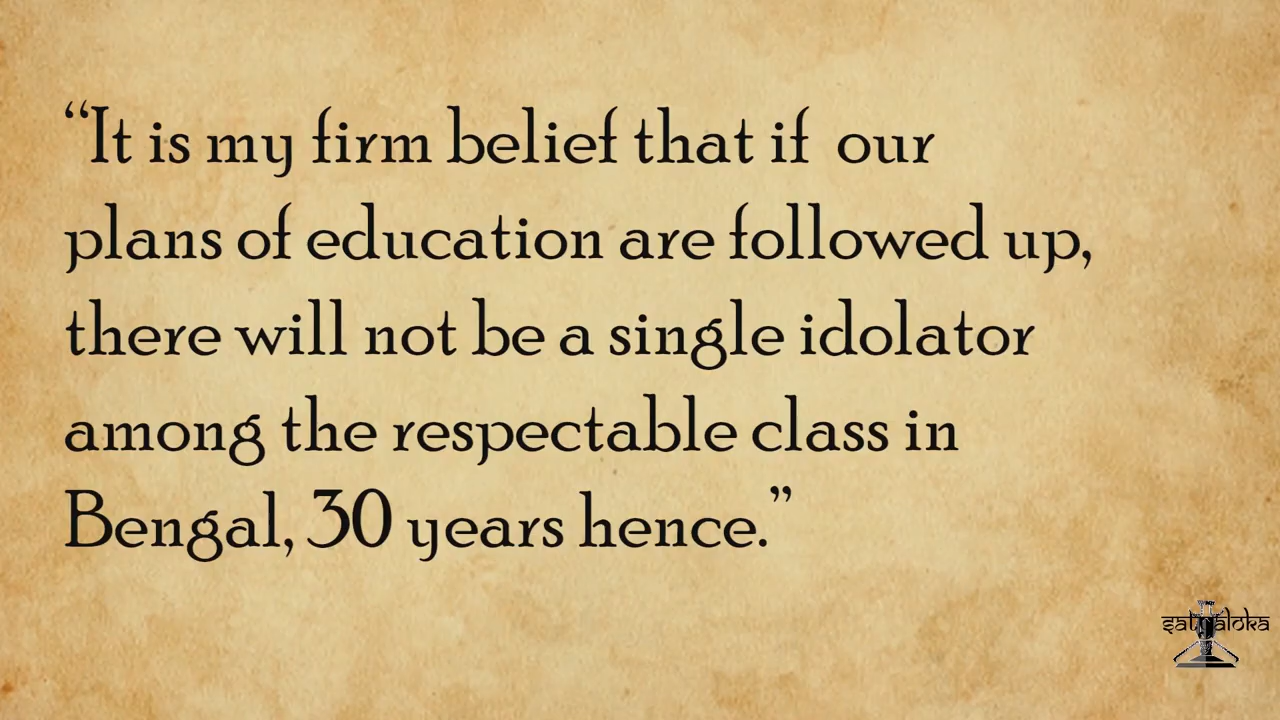 “It is my firm belief that if our
plans of education are followed up,
there will not be a single idolator
among the respectable class in
Bengal, 30 years hence.”